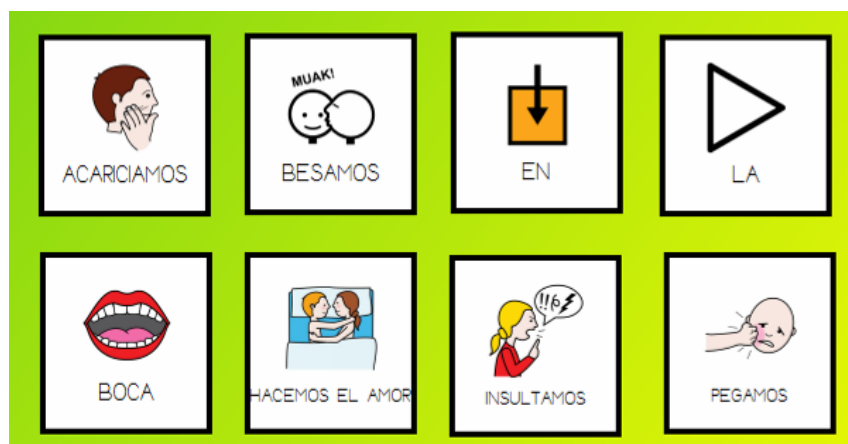 MUAK!
ACARICIAMOS
BESAMOS
EN
LA
BOCA
HACEMOS EL AMOR
INSULTAMOS
PEGAMOS